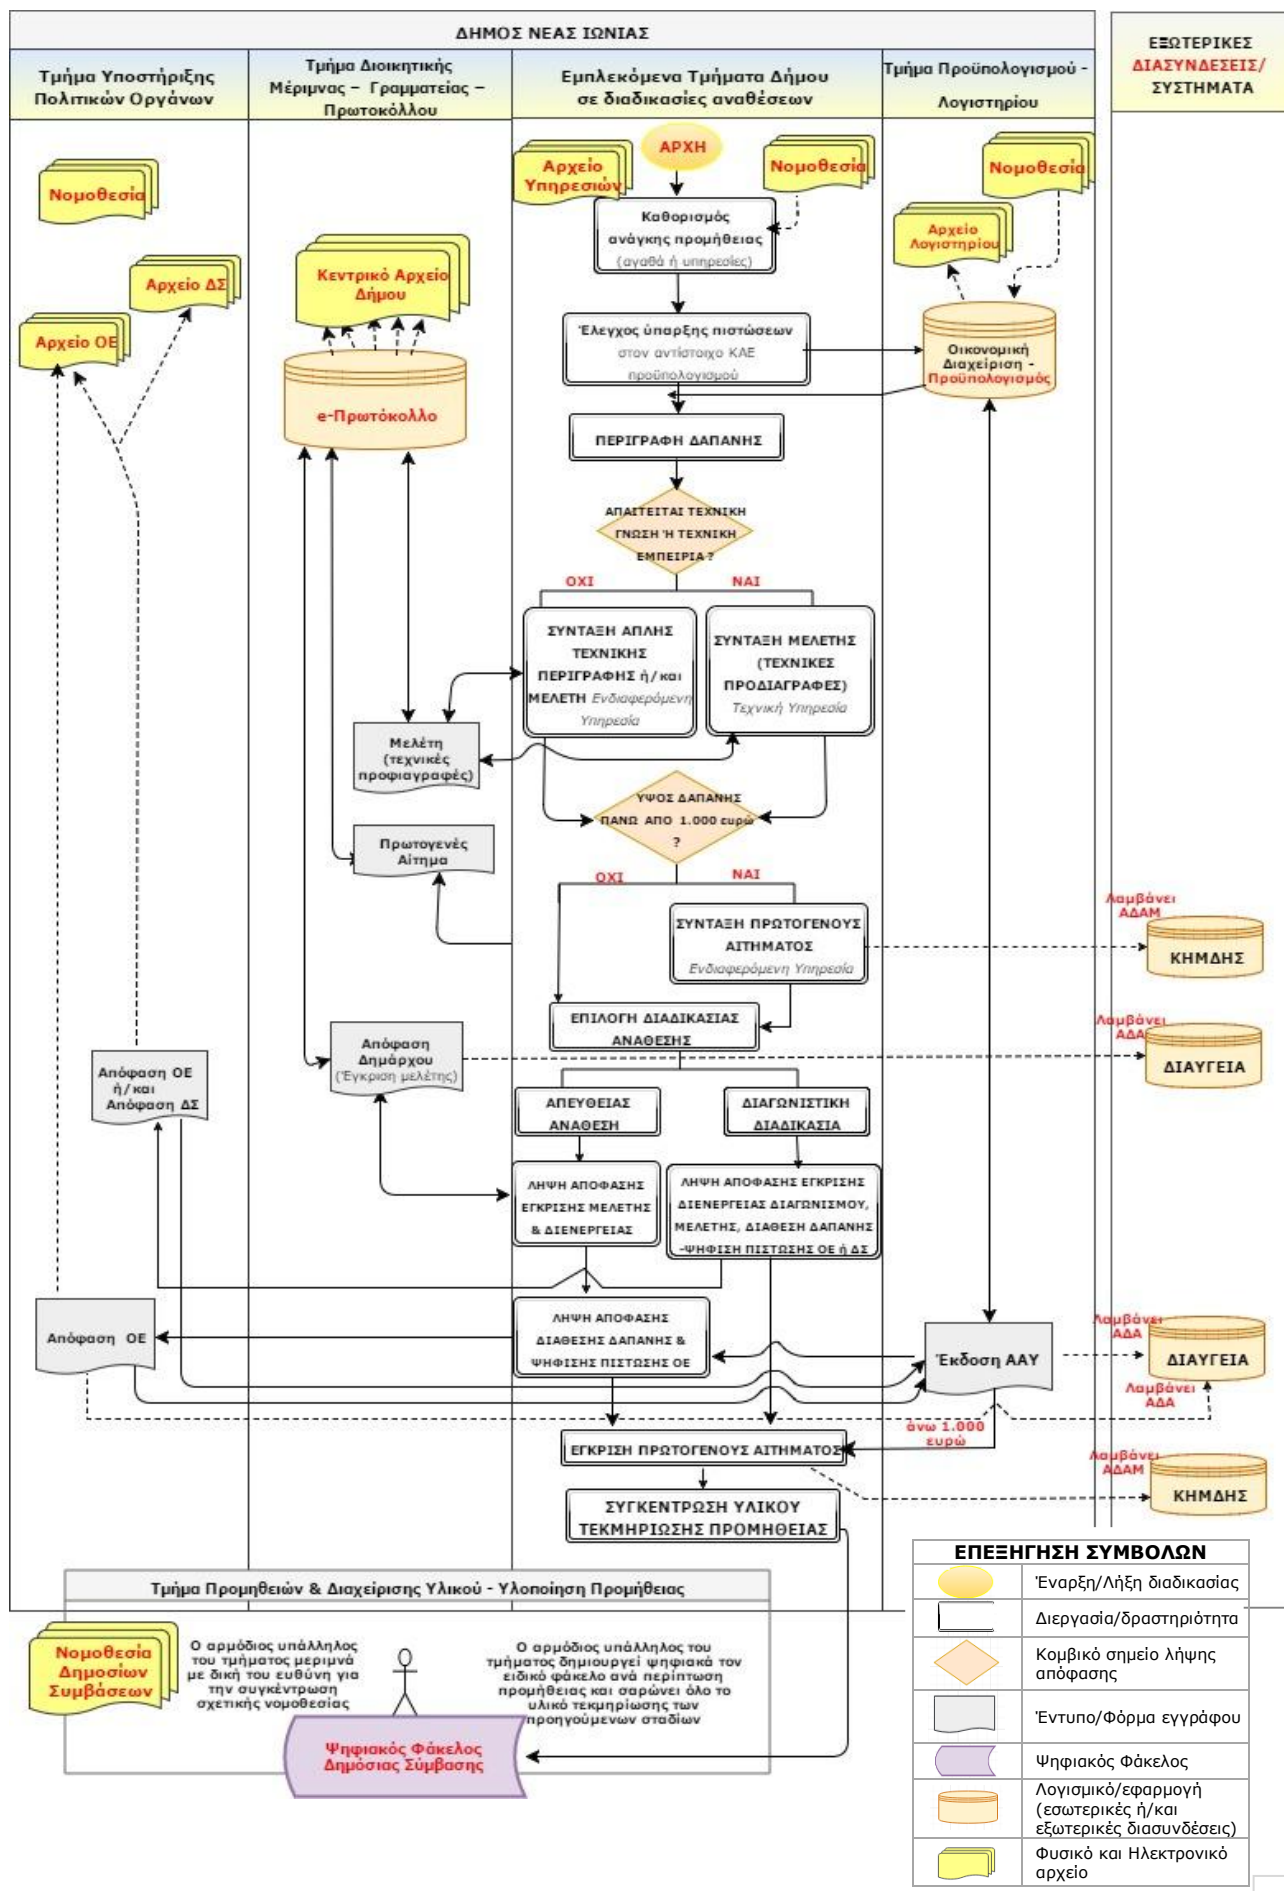 ΔΗΜΟΣ ΝΕΑΣ ΙΩΝΙΑΣ
ΕΞΩΤΕΡΙΚΕΣ
ΔΙΑΣΥΝΔΕΣΕΙΣ/
ΣΥΣΤΗΜΑΤΑ
Τμήμα Υποστήριξης
Πολιτικών Οργάνων
Τμήμα Διοικητικής
Μέριμνας – Γραμματείας –
Πρωτοκόλλου
Εμπλεκόμενα Τμήματα Δήμου
σε διαδικασίες αναθέσεων
Τμήμα Προϋπολογισμού -
Λογιστηρίου
Νομοθεσία
Αρχείο ΔΣ
Αρχείο ΟΕ
Κεντρικό Αρχείο
Δήμου
e-Πρωτόκολλο
Αρχείο
Υπηρεσιών
ΑΡΧΗ
Νομοθεσία
Νομοθεσία
Αρχείο
Λογιστηρίου
Καθορισμός
ανάγκης προμήθειας
(αγαθά ή υπηρεσίες)
Έλεγχος ύπαρξης πιστώσεων
στον αντίστοιχο ΚΑΕ
προϋπολογισμού
Οικονομική
Διαχείριση -
Προϋπολογισμός
ΠΕΡΙΓΡΑΦΗ ΔΑΠΑΝΗΣ
ΑΠΑΙΤΕΙΤΑΙ ΤΕΧΝΙΚΗ
ΓΝΩΣΗ Ή ΤΕΧΝΙΚΗ
ΕΜΠΕΙΡΙΑ ?
ΟΧΙ
ΝΑΙ
ΣΥΝΤΑΞΗ ΑΠΛΗΣ
ΤΕΧΝΙΚΗΣ
ΠΕΡΙΓΡΑΦΗΣ ή/και
ΜΕΛΕΤΗ Ενδιαφερόμενη
Υπηρεσία
ΣΥΝΤΑΞΗ ΜΕΛΕΤΗΣ
(ΤΕΧΝΙΚΕΣ
ΠΡΟΔΙΑΓΡΑΦΕΣ)
Τεχνική Υπηρεσία
Μελέτη
(τεχνικές
προφιαγραφές)
ΥΨΟΣ ΔΑΠΑΝΗΣ
ΠΑΝΩ ΑΠΟ 1.000 ευρώ
?
Πρωτογενές
Αίτημα
ΟΧΙ
ΝΑΙ
ΣΥΝΤΑΞΗ ΠΡΩΤΟΓΕΝΟΥΣ
ΑΙΤΗΜΑΤΟΣ
Ενδιαφερόμενη Υπηρεσία
Λαμβάνει
ΑΔΑΜ
ΚΗΜΔΗΣ
ΕΠΙΛΟΓΗ ΔΙΑΔΙΚΑΣΙΑΣ
ΑΝΑΘΕΣΗΣ
Λαμβάνει
ΑΔΑ
ΔΙΑΥΓΕΙΑ
Απόφαση
Δημάρχου
(Έγκριση μελέτης)
Απόφαση ΟΕ
ή/και
Απόφαση ΔΣ
ΑΠΕΥΘΕΙΑΣ
ΑΝΑΘΕΣΗ
ΔΙΑΓΩΝΙΣΤΙΚΗ
ΔΙΑΔΙΚΑΣΙΑ
ΛΗΨΗ ΑΠΟΦΑΣΗΣ
ΕΓΚΡΙΣΗΣ ΜΕΛΕΤΗΣ
& ΔΙΕΝΕΡΓΕΙΑΣ
ΛΗΨΗ ΑΠΟΦΑΣΗΣ ΕΓΚΡΙΣΗΣ
ΔΙΕΝΕΡΓΕΙΑΣ ΔΙΑΓΩΝΙΣΜΟΥ,
ΜΕΛΕΤΗΣ, ΔΙΑΘΕΣΗ ΔΑΠΑΝΗΣ
-ΨΗΦΙΣΗ ΠΙΣΤΩΣΗΣ ΟΕ ή ΔΣ
Απόφαση ΟΕ
ΛΗΨΗ ΑΠΟΦΑΣΗΣ
ΔΙΑΘΕΣΗΣ ΔΑΠΑΝΗΣ &
ΨΗΦΙΣΗΣ ΠΙΣΤΩΣΗΣ ΟΕ
Έκδοση ΑΑΥ
Λαμβάνει
ΑΔΑ
ΔΙΑΥΓΕΙΑ
Λαμβάνει
ΑΔΑ
άνω 1.000
ευρώ
ΕΓΚΡΙΣΗ ΠΡΩΤΟΓΕΝΟΥΣ ΑΙΤΗΜΑΤΟΣ
Λαμβάνει
ΑΔΑΜ
ΚΗΜΔΗΣ
ΣΥΓΚΕΝΤΡΩΣΗ ΥΛΙΚΟΥ
ΤΕΚΜΗΡΙΩΣΗΣ ΠΡΟΜΗΘΕΙΑΣ
Τμήμα Προμηθειών & Διαχείρισης Υλικού - Υλοποίηση Προμήθειας
Νομοθεσία
Δημοσίων
Συμβάσεων
Ο αρμόδιος υπάλληλος
του τμήματος μεριμνά
με δική του ευθύνη για
την συγκέντρωση
σχετικής νομοθεσίας
Ο αρμόδιος υπάλληλος του
τμήματος δημιουργεί ψηφιακά τον
ειδικό φάκελο ανά περίπτωση
προμήθειας και σαρώνει όλο το
υλικό τεκμηρίωσης των
προηγούμενων σταδίων
Ψηφιακός Φάκελος
Δημόσιας Σύμβασης
ΕΠΕΞΗΓΗΣΗ ΣΥΜΒΟΛΩΝ
Έναρξη/Λήξη διαδικασίας
Διεργασία/δραστηριότητα
Κομβικό σημείο λήψης
απόφασης
Έντυπο/Φόρμα εγγράφου
Ψηφιακός Φάκελος
Λογισμικό/εφαρμογή
(εσωτερικές ή/και
εξωτερικές διασυνδέσεις)
Φυσικό και Ηλεκτρονικό
αρχείο